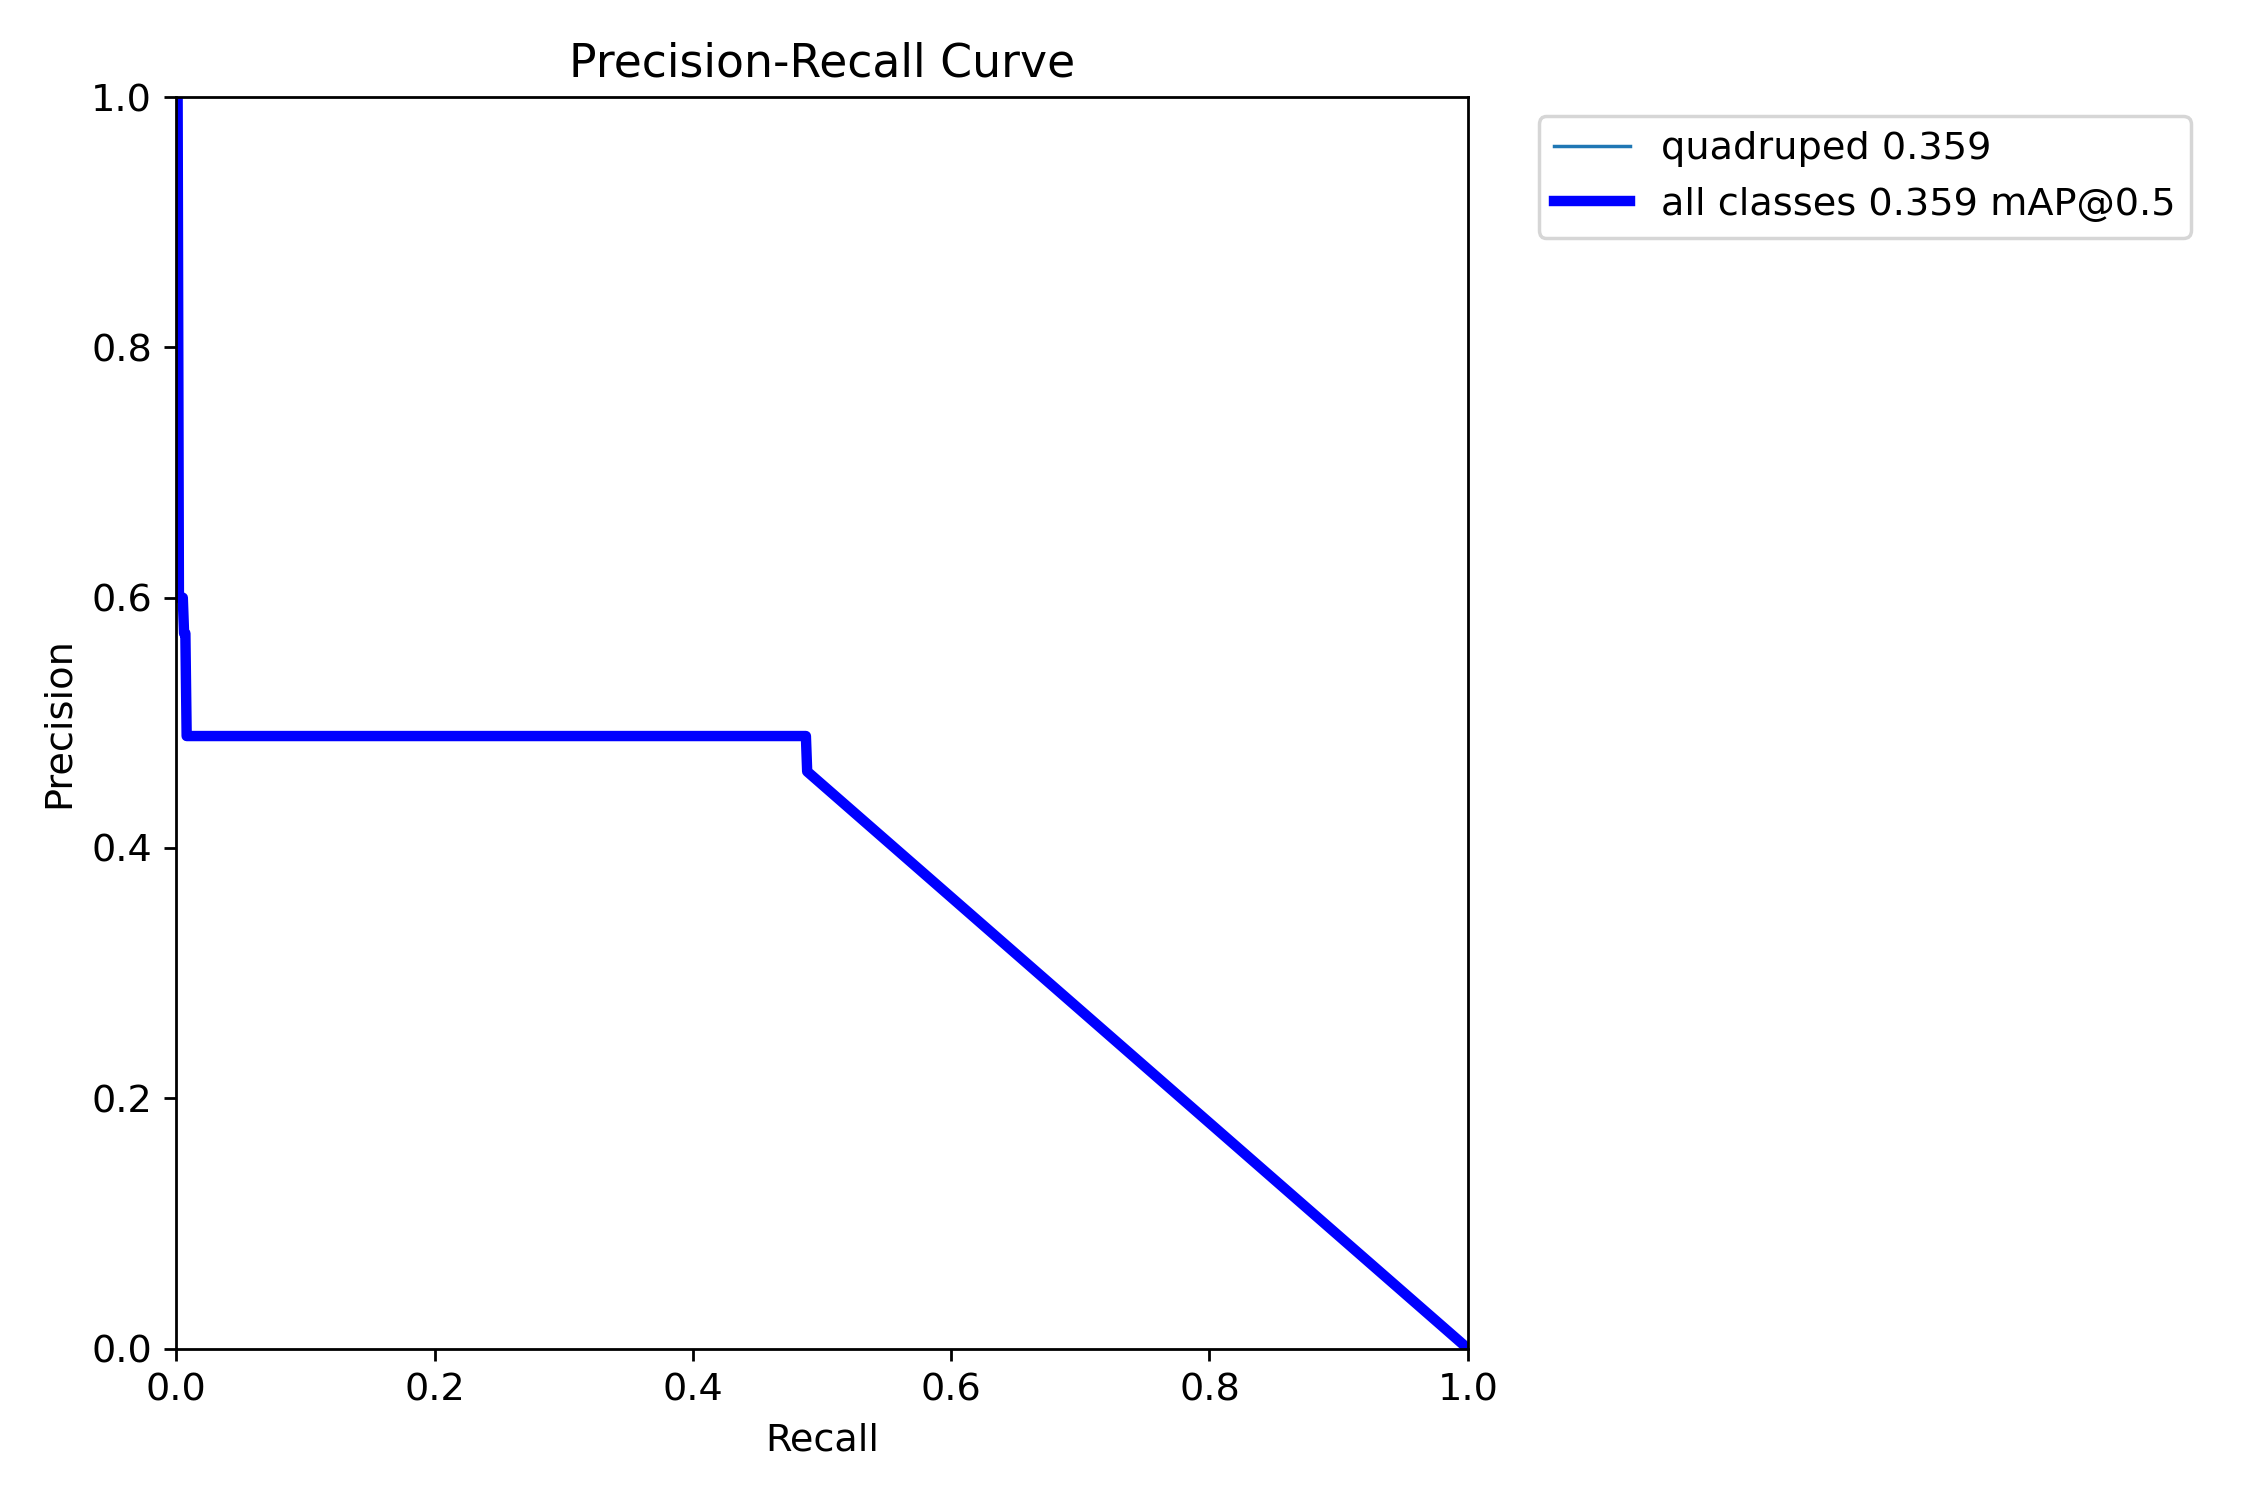 Precision-Recall Curve
1.0
0.8
0.6
0.4
0.2
0.0
Precision
0.0 0.2 0.4 0.6 0.8 1.0
Recall
quadruped 0.359
all classes 0.359 mAP@0.5